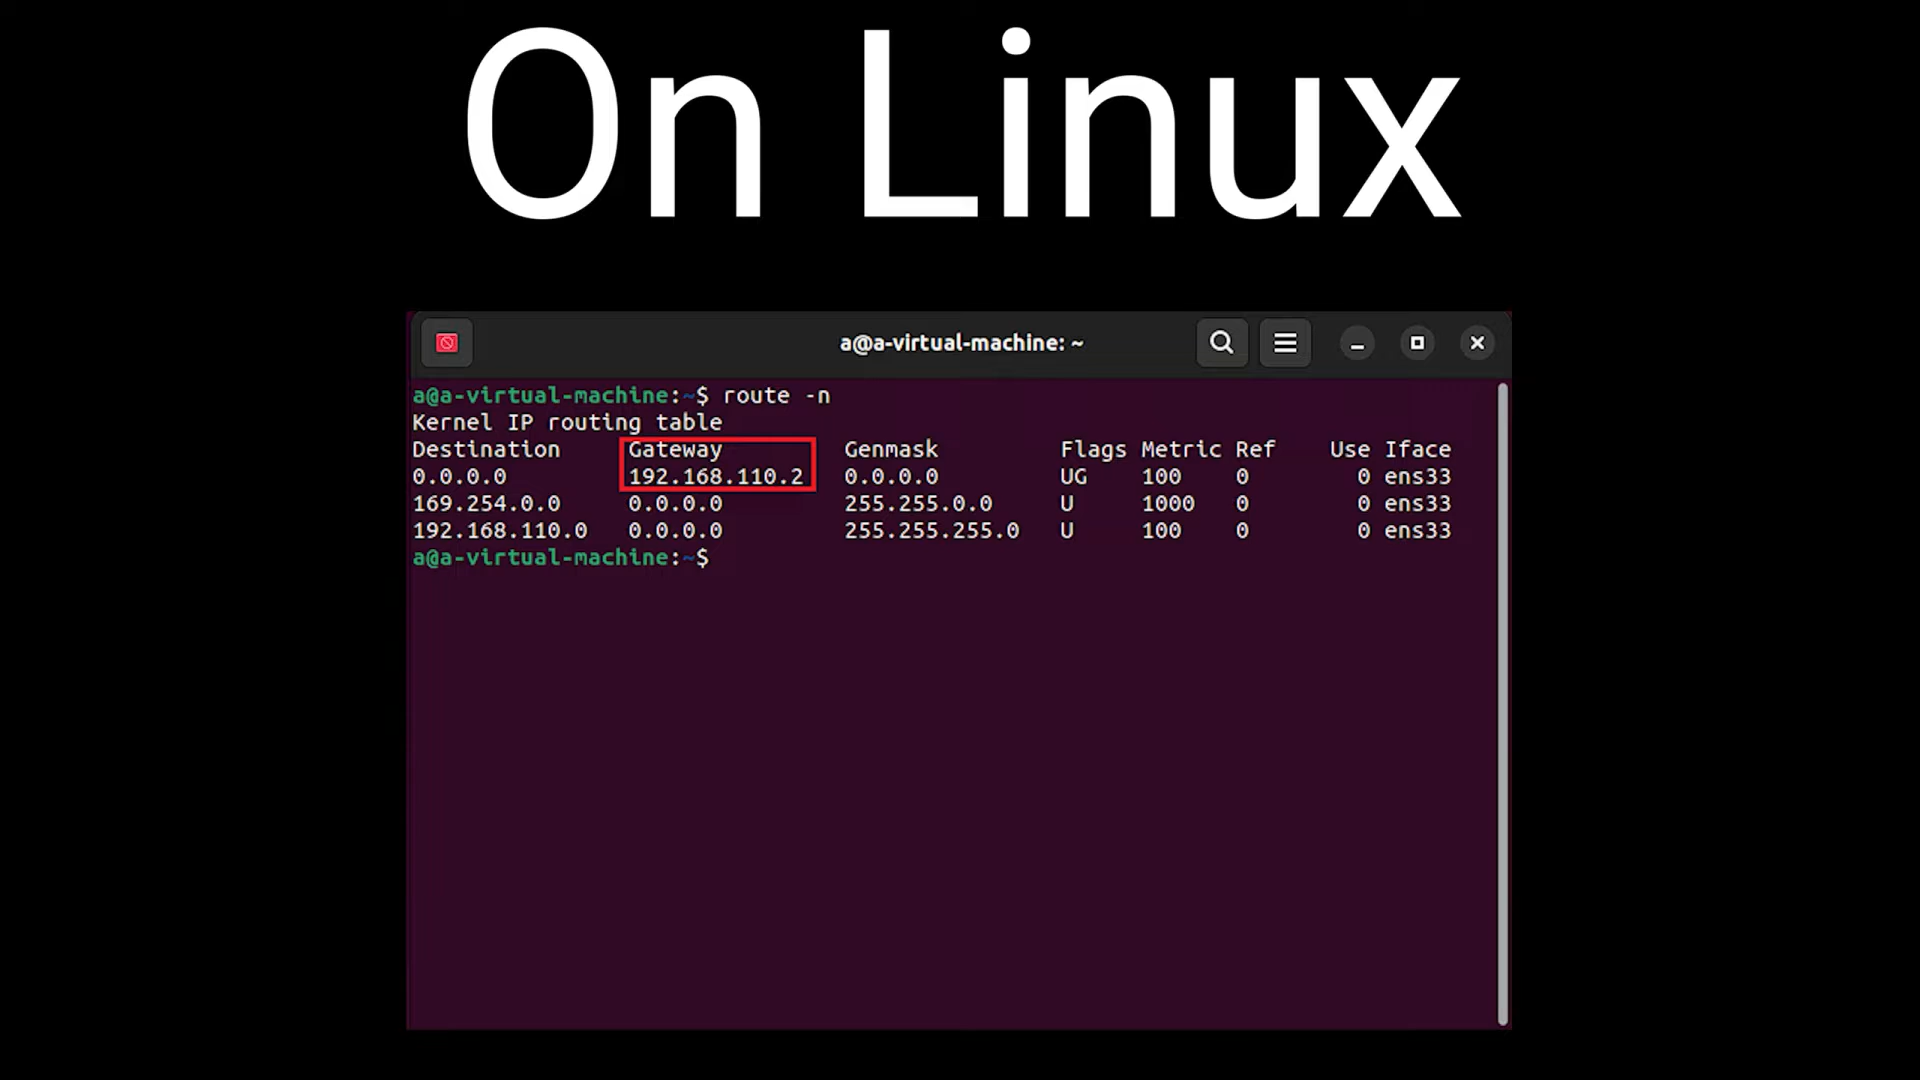 On Linux
a@a-virtual-machine: ~
a@a-virtual-machine:~$ route -n
Kernel IP routing table
Destination Gateway Genmask Flags Metric Ref Use Iface
0.0.0.0 192.168.110.2 0.0.0.0 UG 100 0 0 ens33
169.254.0.0 0.0.0.0 255.255.0.0 U 1000 0 0 ens33
192.168.110.0 0.0.0.0 255.255.255.0 U 100 0 0 ens33
a@a-virtual-machine:~$